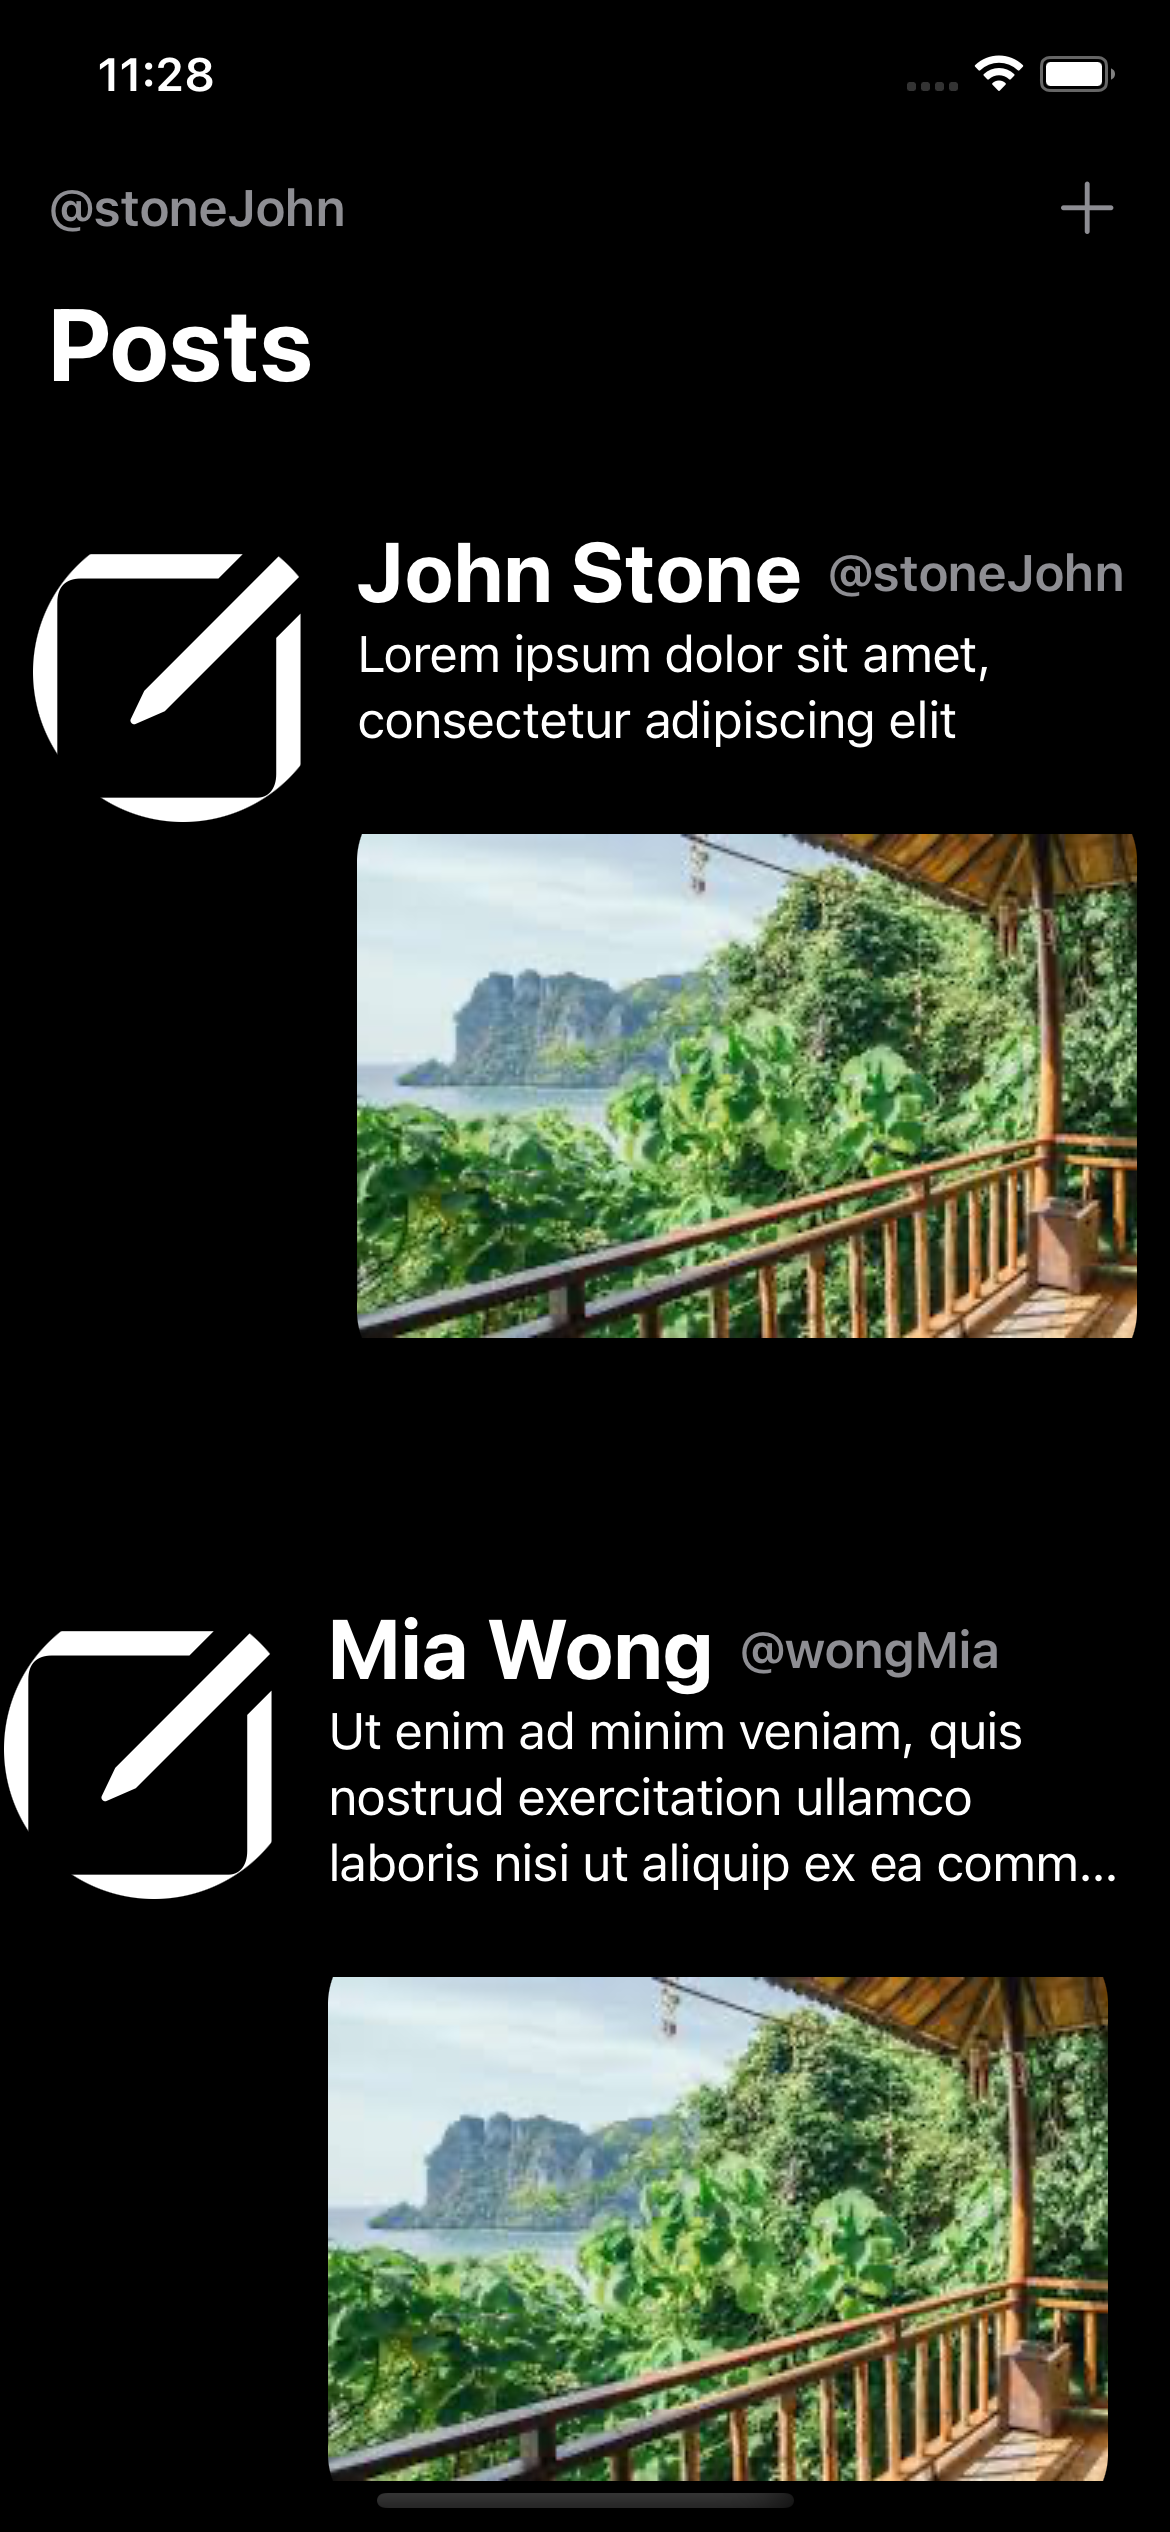 11:28
@stoneJohn
Posts
John Stone @stoneJohn
Lorem ipsum dolor sit amet,
consectetur adipiscing elit
Mia Wong @wongMia
Ut enim ad minim veniam, quis
nostrud exercitation ullamco
laboris nisi ut aliquip ex ea comm...